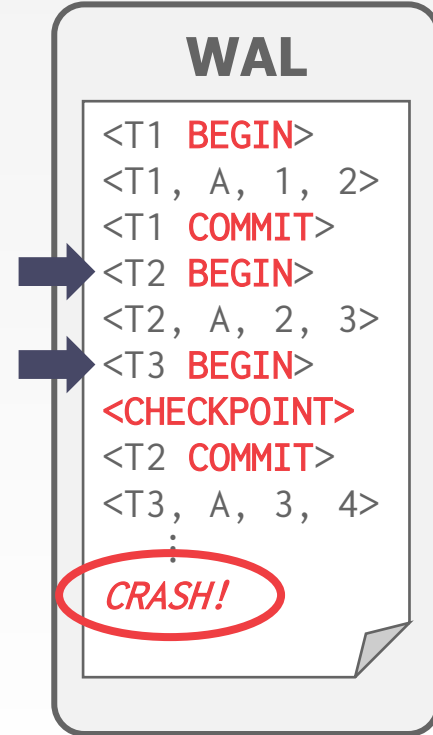 WAL
<T1 BEGIN>
<T1, A, 1, 2>
<T1 COMMIT>
<T2 BEGIN>
<T2, A, 2, 3>
<T3 BEGIN>
<CHECKPOINT>
<T2 COMMIT>
<T3, A, 3, 4>
⋮
CRASH!